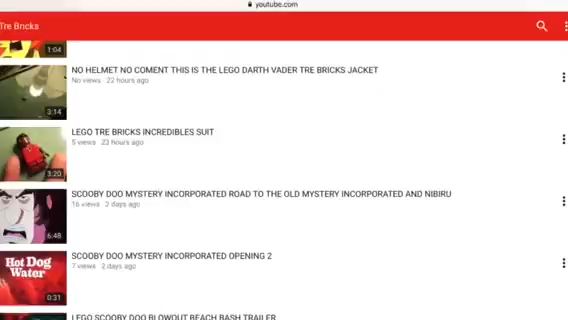 youtube.com
Tre Bricks
1:04
NO HELMET NO COMENT THIS IS THE LEGO DARTH VADER TRE BRICKS JACKET
No views · 22 hours ago
3:14
LEGO TRE BRICKS INCREDIBLES SUIT
5 views · 23 hours ago
3:20
SCOOBY DOO MYSTERY INCORPORATED ROAD TO THE OLD MYSTERY INCORPORATED AND NIBIRU
16 views · 2 days ago
6:48
SCOOBY DOO MYSTERY INCORPORATED OPENING 2
7 views · 2 days ago
Hot Dog
Water
0:31
LEGO SCOOBY DOO BLOWOUT BEACH BASH TRAILER